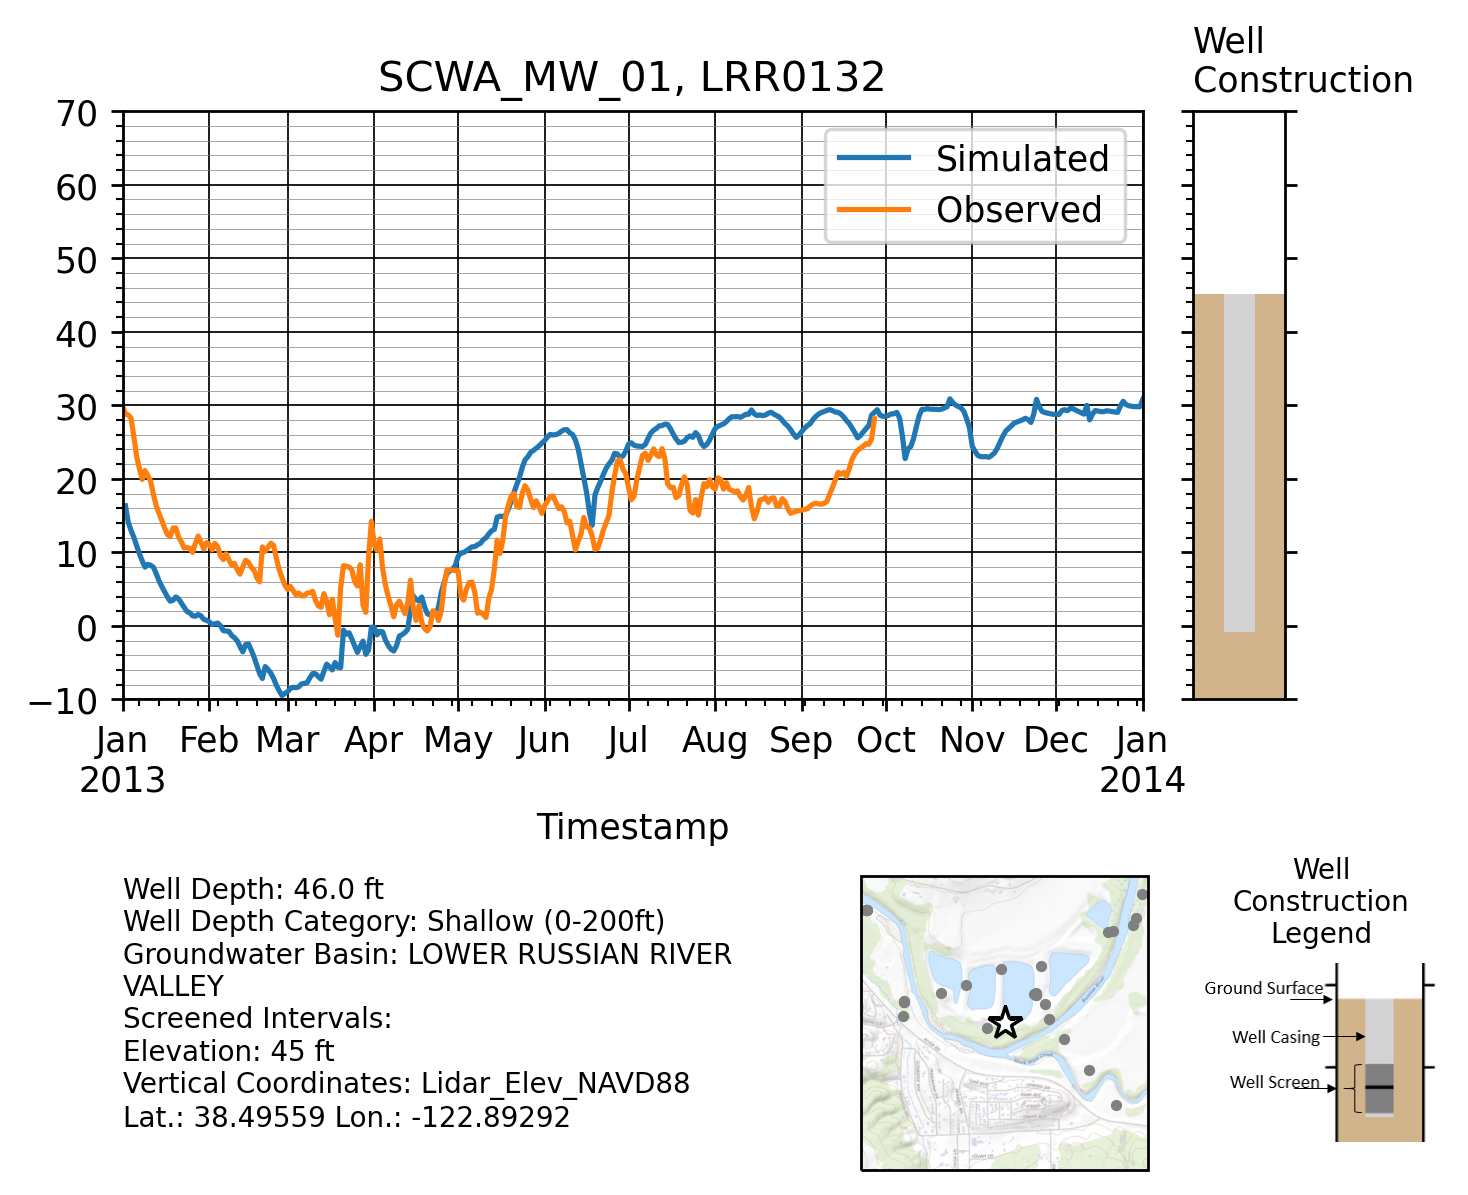 Well
Construction
SCWA_MW_01, LRR0132
70
60
50
40
30
20
10
0
−10
Simulated
Observed
Jan Feb Mar Apr May Jun Jul Aug Sep Oct Nov Dec Jan
2013 2014
Timestamp
Well Depth: 46.0 ft
Well Depth Category: Shallow (0-200ft)
Groundwater Basin: LOWER RUSSIAN RIVER
VALLEY
Screened Intervals:
Elevation: 45 ft
Vertical Coordinates: Lidar_Elev_NAVD88
Lat.: 38.49559 Lon.: -122.89292
Well
Construction
Legend
Ground Surface
Well Casing
Well Screen